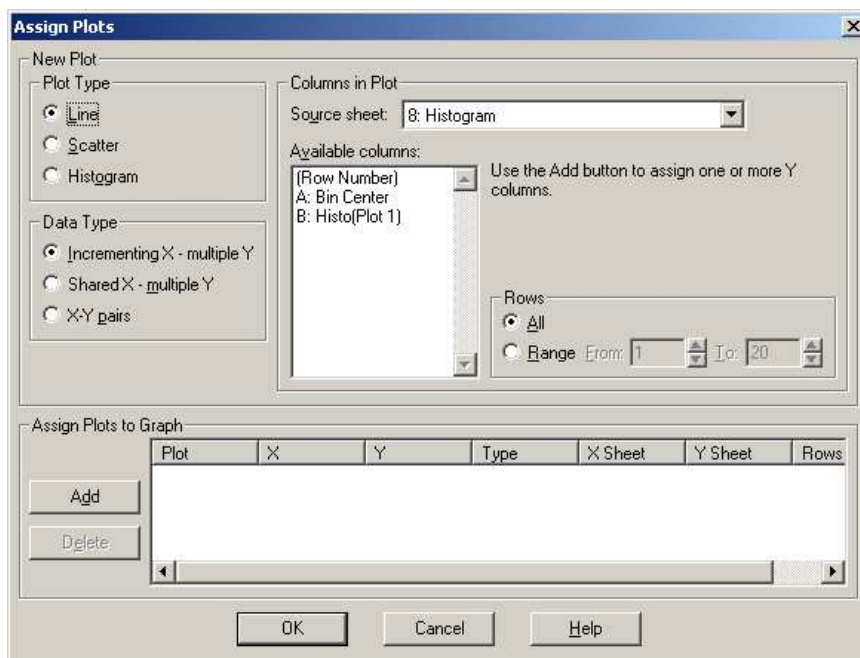 Assign Plots
New Plot
Plot Type
Line
Scatter
Histogram
Data Type
Incrementing X - multiple Y
Shared X - multiple Y
X-Y pairs
Columns in Plot
Source sheet: 8: Histogram
Available columns:
(Row Number)
A: Bin Center
B: Histo(Plot 1)
Use the Add button to assign one or more Y
columns.
Rows
All
Range From: 1 To: 20
Assign Plots to Graph
Plot X Y Type X Sheet Y Sheet Rows
Add
Delete
OK Cancel Help